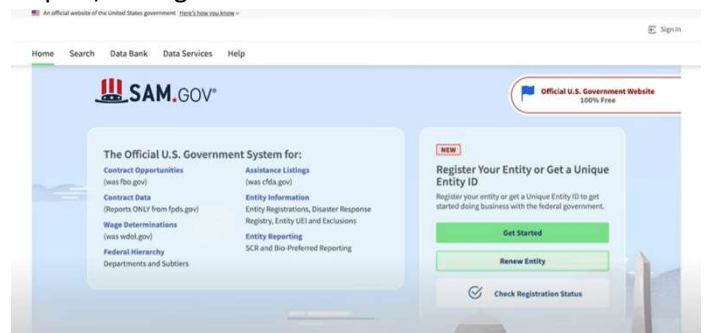 An official website of the United States government Here's how you know
Sign In
Home Search Data Bank Data Services Help
SAM.GOV®
Official U.S. Government Website
100% Free
The Official U.S. Government System for:
Contract Opportunities
(was fbo.gov)
Contract Data
(Reports ONLY from fpds.gov)
Wage Determinations
(was wdol.gov)
Federal Hierarchy
Departments and Subtiers
Assistance Listings
(was cfda.gov)
Entity Information
Entity Registrations, Disaster Response
Registry, Entity UEI and Exclusions
Entity Reporting
SCR and Bio-Preferred Reporting
NEW
Register Your Entity or Get a Unique
Entity ID
Register your entity or get a Unique Entity ID to get
started doing business with the federal government.
Get Started
Renew Entity
Check Registration Status